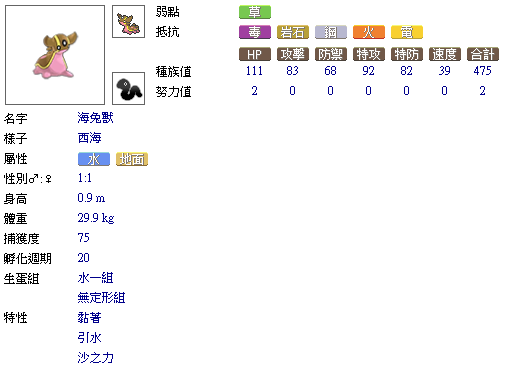 弱點 草
抵抗 毒 岩石 鋼 火 電
HP 攻擊 防禦 特攻 特防 速度 合計
種族值 111 83 68 92 82 39 475
努力值 2 0 0 0 0 0 2
名字 海兔獸
樣子 西海
屬性 水 地面
性別♂:♀ 1:1
身高 0.9 m
體重 29.9 kg
捕獲度 75
孵化週期 20
生蛋組 水一組
無定形組
特性 黏著
引水
沙之力